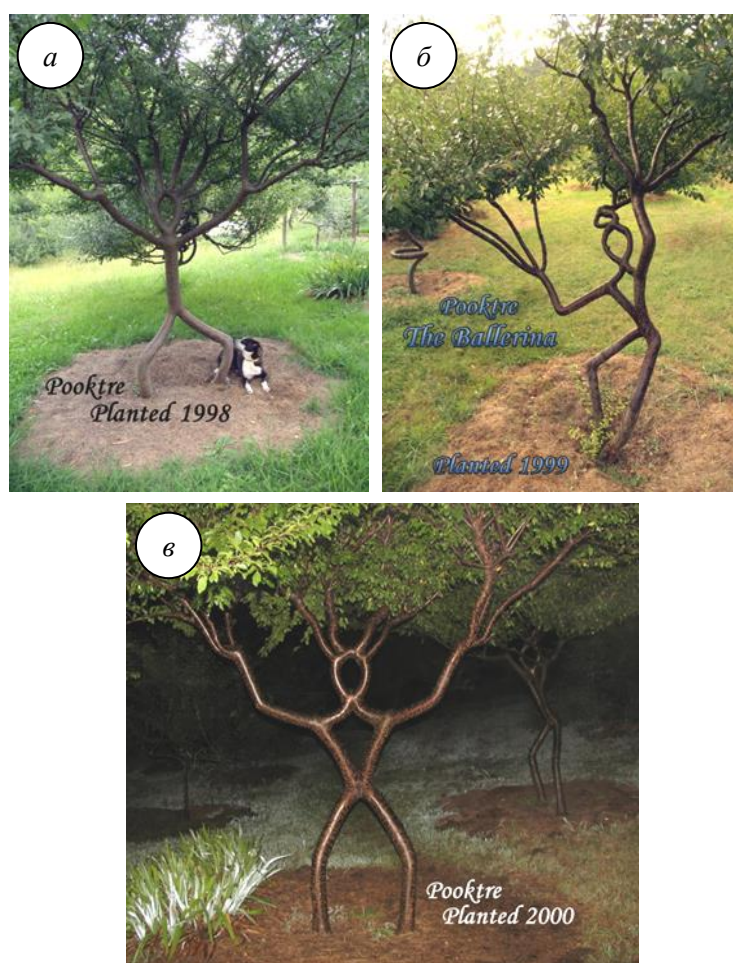 а
Pooktre
Planted 1998
б
Pooktre
The Ballerina
Planted 1999
в
Pooktre
Planted 2000